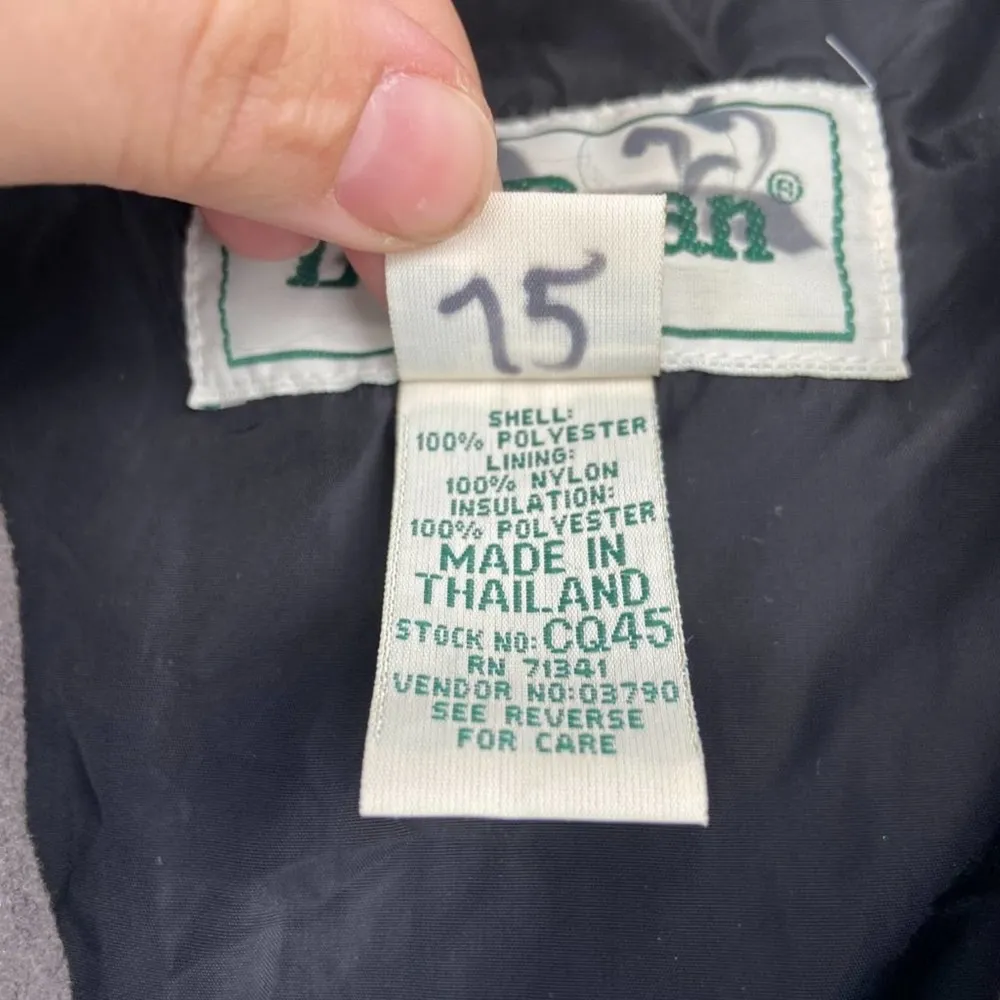 an®
75
SHELL:
100% POLYESTER
LINING:
100% NYLON
INSULATION:
100% POLYESTER
MADE IN
THAILAND
STOCK NO: CQ45
RN 71341
VENDOR NO:03790
SEE REVERSE
FOR CARE